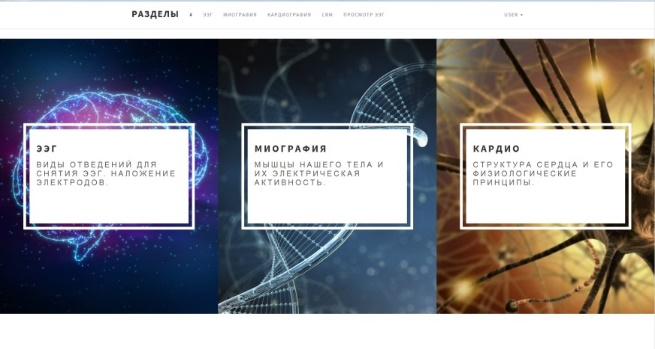 РАЗДЕЛЫ
ЭЭГ
МИОГРАФИЯ
КАРДИОГРАФИЯ
CRM
ПРОСМОТР ЭЭГ
USER
ЭЭГ
ВИДЫ ОТВЕДЕНИЙ ДЛЯ
СНЯТИЯ ЭЭГ. НАЛОЖЕНИЕ
ЭЛЕКТРОДОВ.
МИОГРАФИЯ
МЫШЦЫ НАШЕГО ТЕЛА И
ИХ ЭЛЕКТРИЧЕСКАЯ
АКТИВНОСТЬ.
КАРДИО
СТРУКТУРА СЕРДЦА И ЕГО
ФИЗИОЛОГИЧЕСКИЕ
ПРИНЦИПЫ.